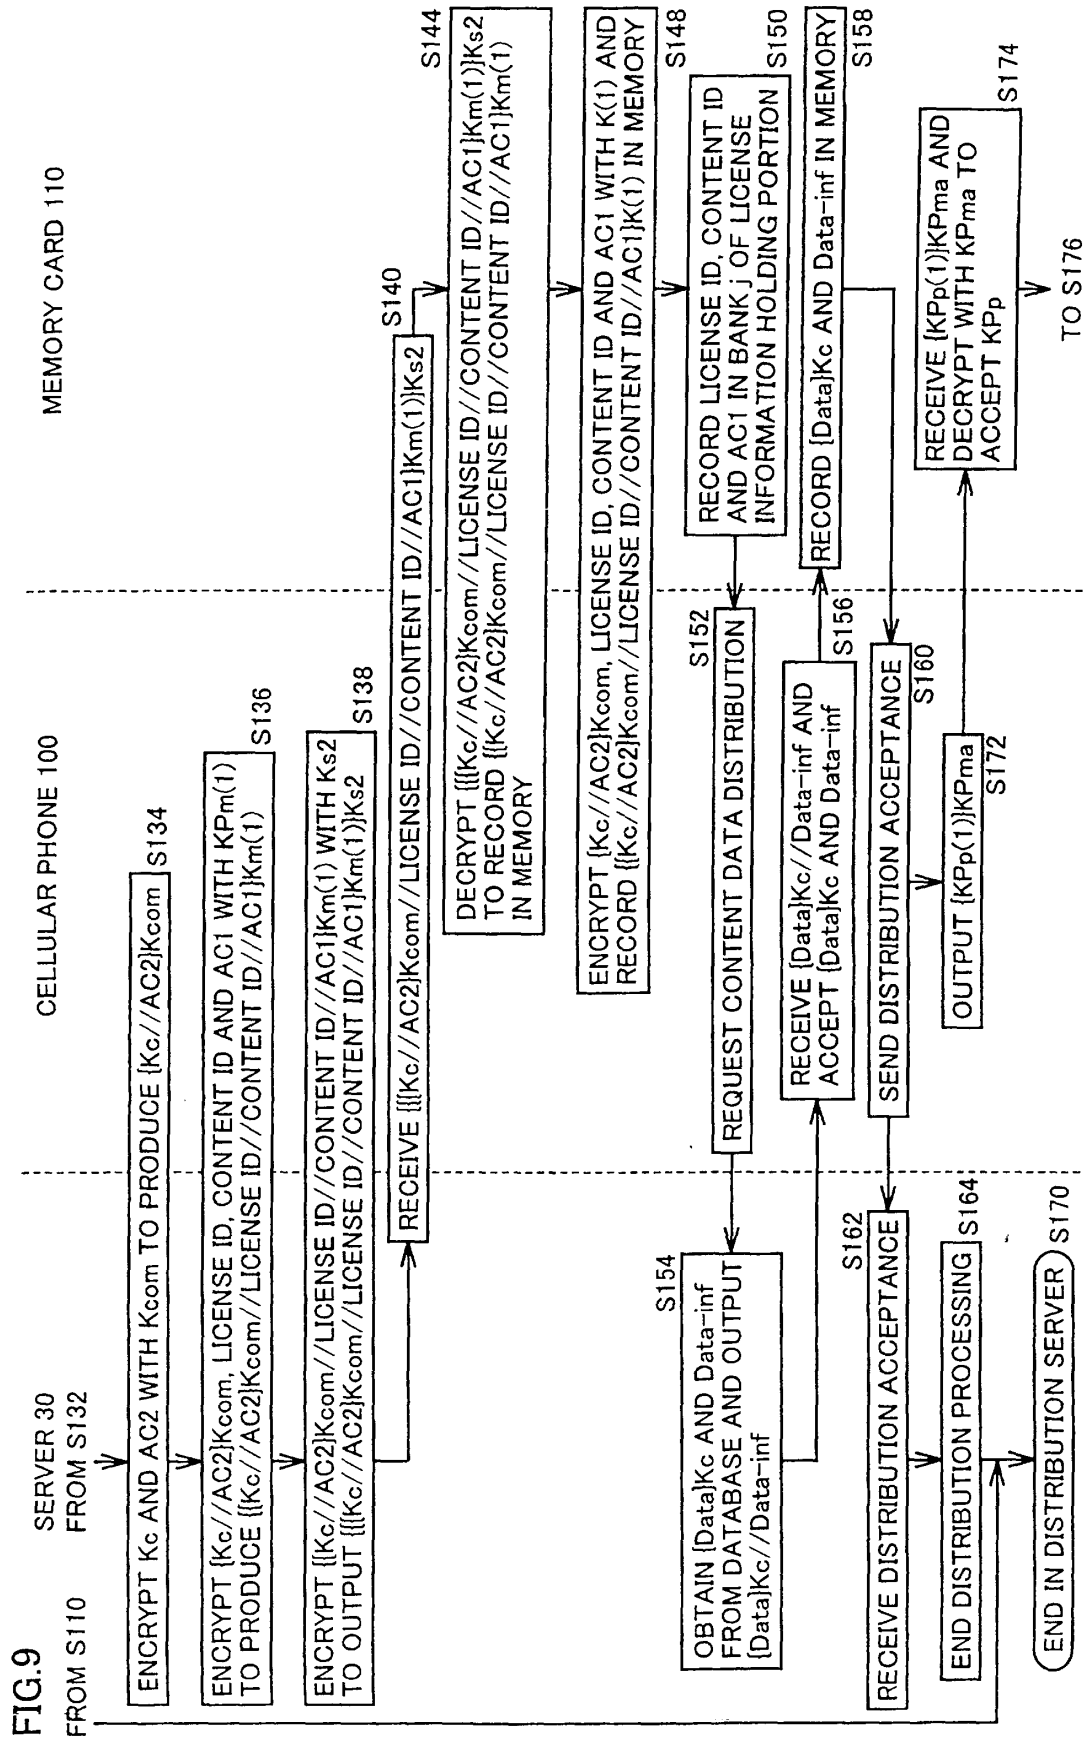 FIG.9
FROM S110
SERVER 30
FROM S132
CELLULAR PHONE 100
MEMORY CARD 110
ENCRYPT Kc AND AC2 WITH Kcom TO PRODUCE {Kc//AC2}Kcom
S134
ENCRYPT {Kc//AC2}Kcom, LICENSE ID, CONTENT ID AND AC1 WITH KPm(1)
TO PRODUCE {{Kc//AC2}Kcom//LICENSE ID//CONTENT ID//AC1}Km(1)
S136
ENCRYPT {{Kc//AC2}Kcom//LICENSE ID//CONTENT ID//AC1}Km(1) WITH Ks2
TO OUTPUT {{{Kc//AC2}Kcom//LICENSE ID//CONTENT ID//AC1}Km(1)}Ks2
S138
RECEIVE {{{Kc//AC2}Kcom//LICENSE ID//CONTENT ID//AC1}Km(1)}Ks2
S140
DECRYPT {{{Kc//AC2}Kcom//LICENSE ID//CONTENT ID//AC1}Km(1)}Ks2
TO RECORD {{Kc//AC2}Kcom//LICENSE ID//CONTENT ID//AC1}Km(1)
IN MEMORY
S144
ENCRYPT {Kc//AC2}Kcom, LICENSE ID, CONTENT ID AND AC1 WITH K(1) AND
RECORD {{Kc//AC2}Kcom//LICENSE ID//CONTENT ID//AC1}K(1) IN MEMORY
S148
RECORD LICENSE ID, CONTENT ID
AND AC1 IN BANK j OF LICENSE
INFORMATION HOLDING PORTION
S150
REQUEST CONTENT DATA DISTRIBUTION
S152
OBTAIN {Data}Kc AND Data-inf
FROM DATABASE AND OUTPUT
{Data}Kc//Data-inf
S154
RECEIVE {Data}Kc//Data-inf AND
ACCEPT {Data}Kc AND Data-inf
S156
RECORD {Data}Kc AND Data-inf IN MEMORY
S158
SEND DISTRIBUTION ACCEPTANCE
S160
RECEIVE DISTRIBUTION ACCEPTANCE
S162
END DISTRIBUTION PROCESSING
S164
END IN DISTRIBUTION SERVER
S170
OUTPUT {KPp(1)}KPma
S172
RECEIVE {KPp(1)}KPma AND
DECRYPT WITH KPma TO
ACCEPT KPp
S174
TO S176